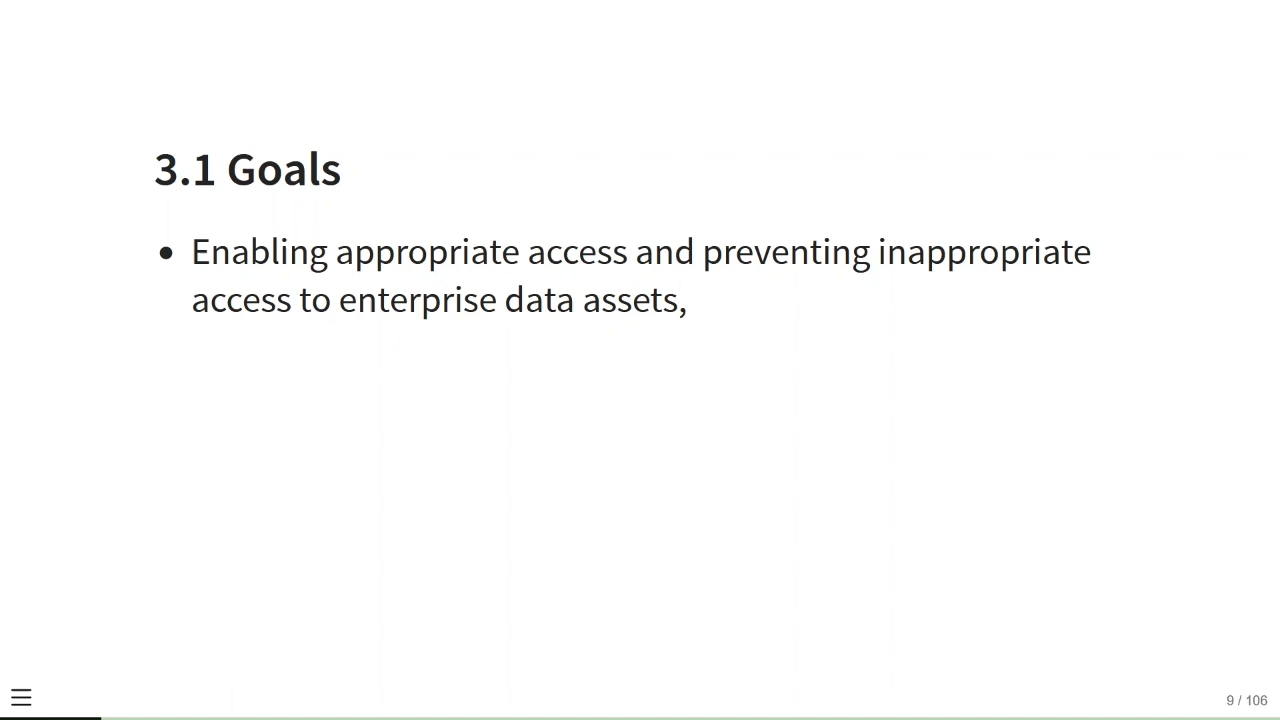 3.1 Goals
• Enabling appropriate access and preventing inappropriate
access to enterprise data assets,
9 / 106